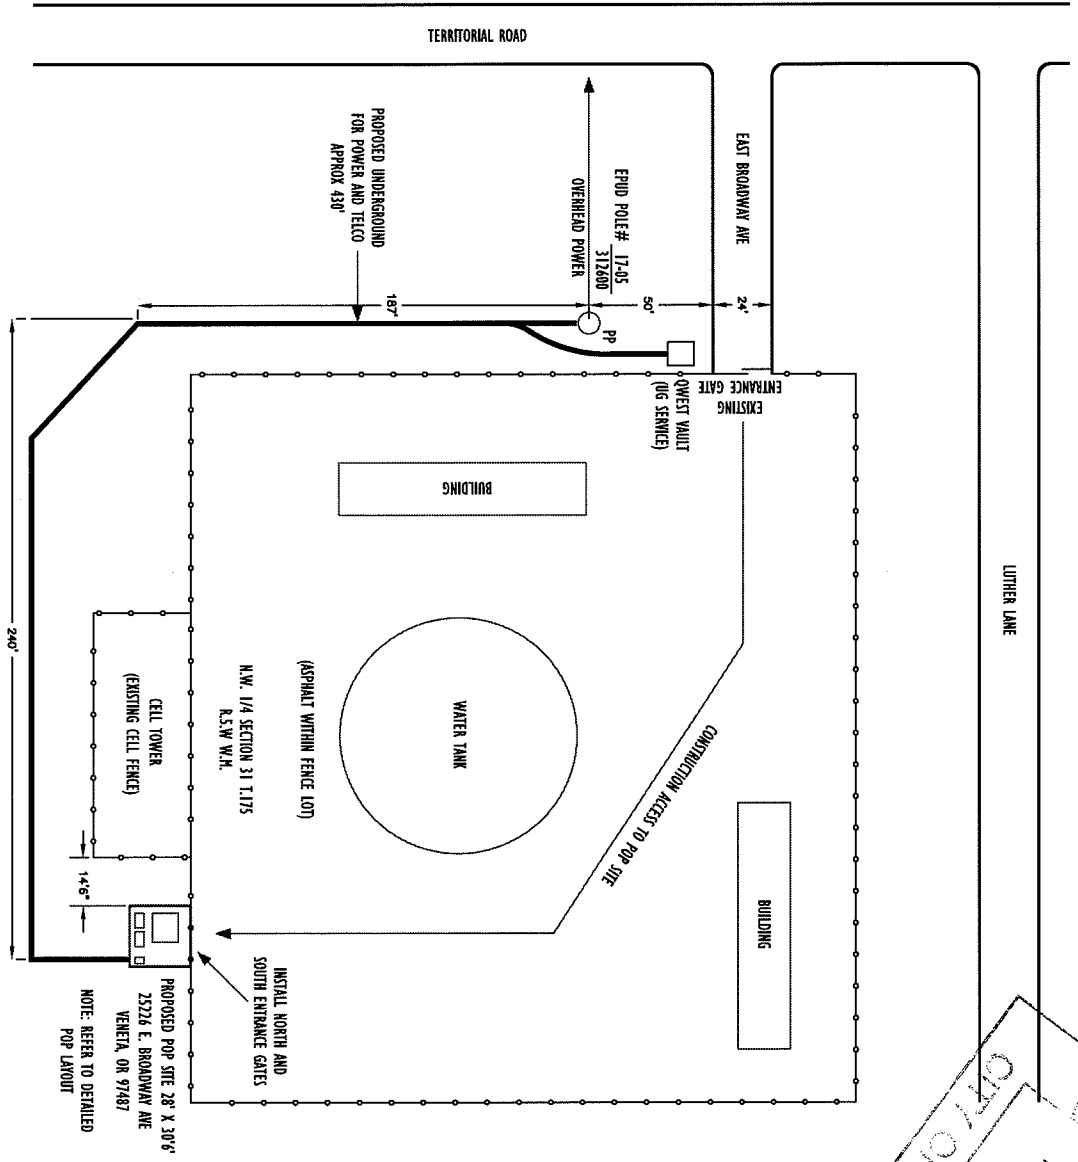 TERRITORIAL ROAD
EAST BROADWAY AVE
LUTHER LANE
PROPOSED UNDERGROUND
FOR POWER AND TELCO
APPROX 430'
EPUD POLE# 17-05
312600
OVERHEAD POWER
187'
50'
24'
PP
QWEST VAULT
(UG SERVICE)
EXISTING
ENTRANCE GATE
BUILDING
WATER TANK
(ASPHALT WITHIN FENCE LOT)
N.W. 1/4 SECTION 31 T.17S
R.5.W W.M.
CONSTRUCTION ACCESS TO POP SITE
BUILDING
CELL TOWER
(EXISTING CELL FENCE)
240'
14'6"
INSTALL NORTH AND
SOUTH ENTRANCE GATES
PROPOSED POP SITE 28' X 30'6"
25226 E. BROADWAY AVE
VENETA, OR 97487
NOTE: REFER TO DETAILED
POP LAYOUT
CITY OF